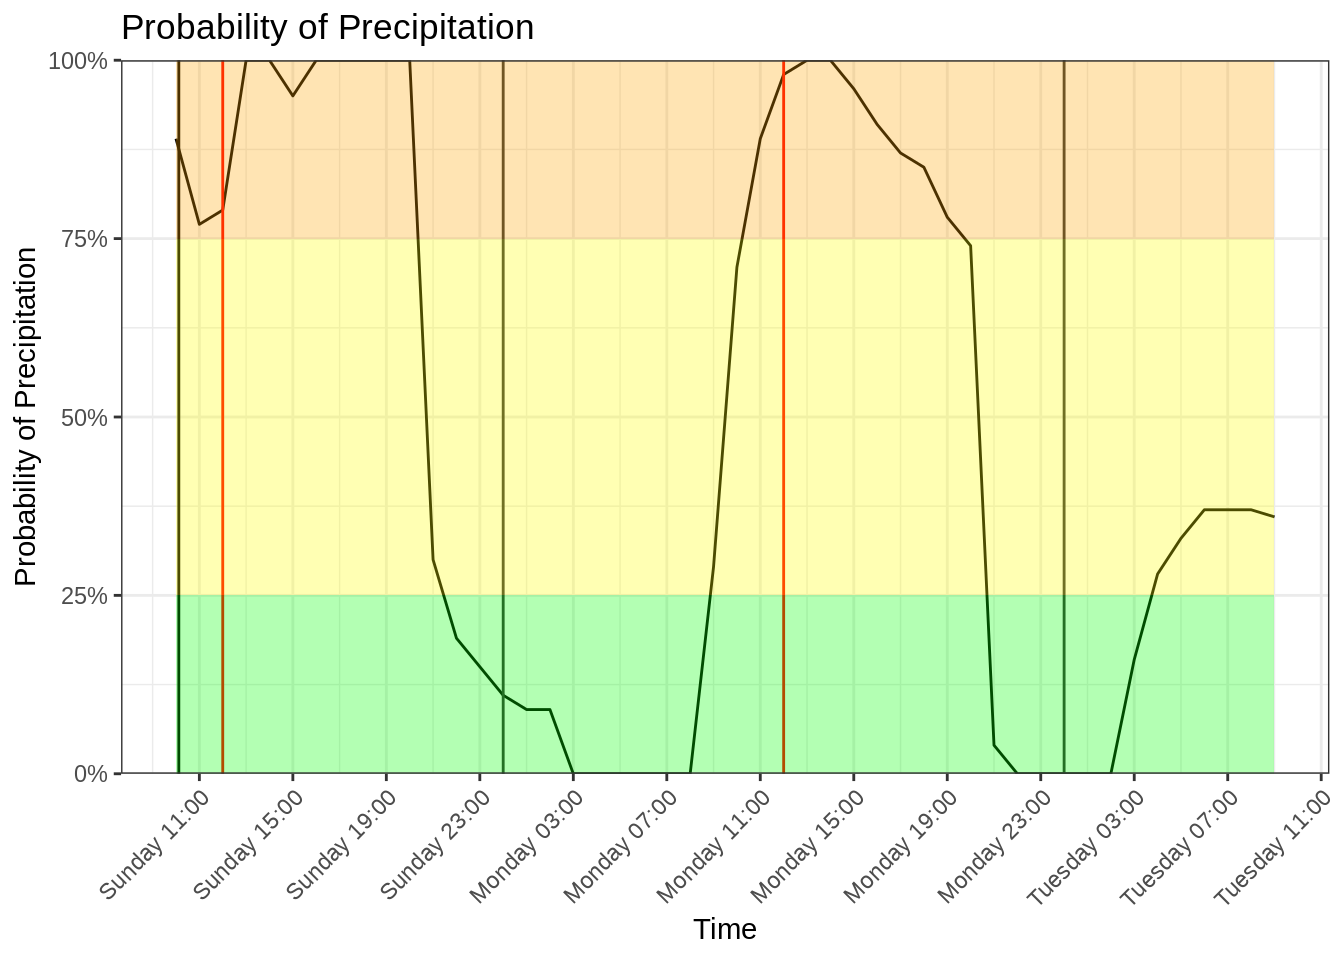 Probability of Precipitation
Probability of Precipitation
100%
75%
50%
25%
0%
Sunday 11:00
Sunday 15:00
Sunday 19:00
Sunday 23:00
Monday 03:00
Monday 07:00
Monday 11:00
Monday 15:00
Monday 19:00
Monday 23:00
Tuesday 03:00
Tuesday 07:00
Tuesday 11:00
Time